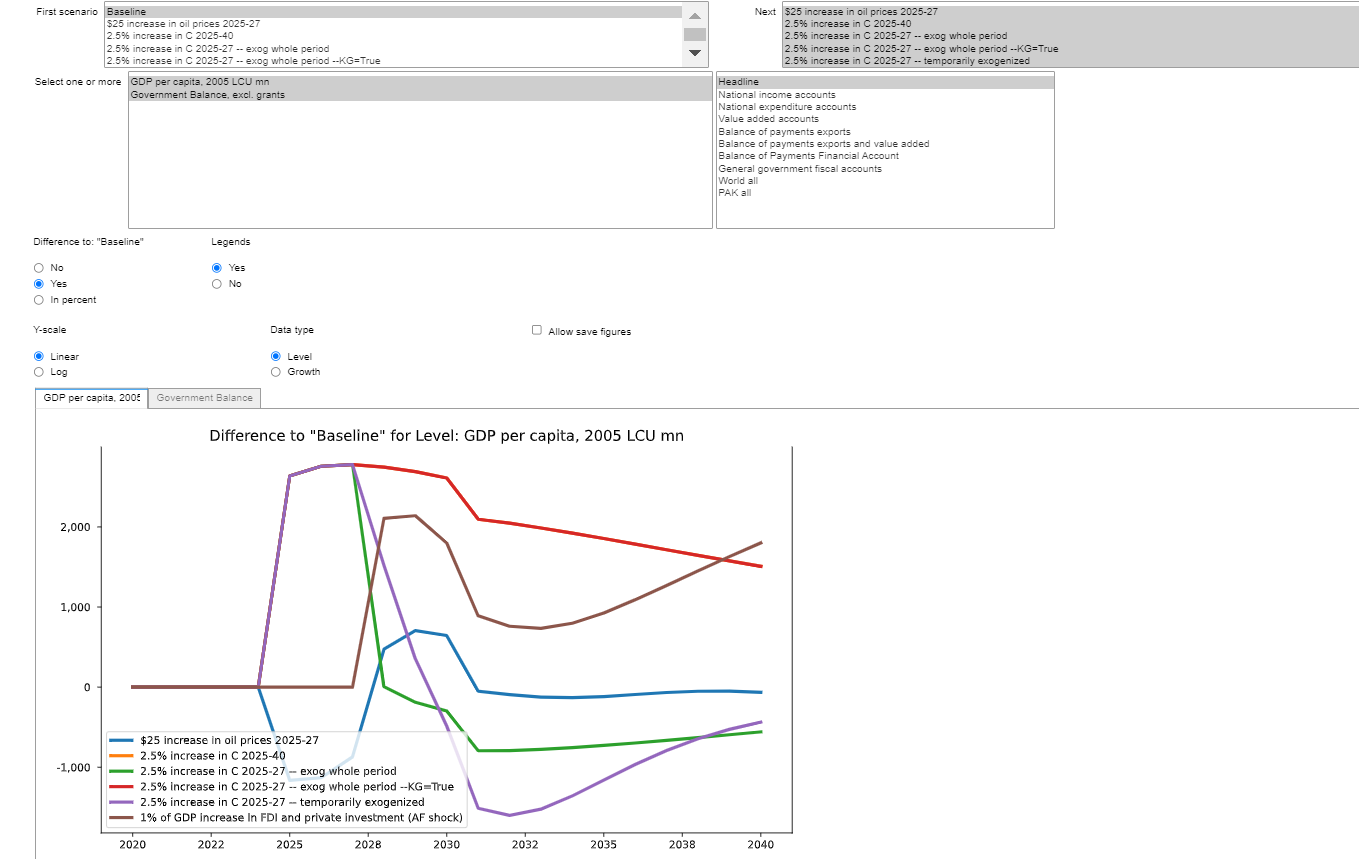 First scenario
Baseline
$25 increase in oil prices 2025-27
2.5% increase in C 2025-40
2.5% increase in C 2025-27 -- exog whole period
2.5% increase in C 2025-27 -- exog whole period --KG=True
Next
$25 increase in oil prices 2025-27
2.5% increase in C 2025-40
2.5% increase in C 2025-27 -- exog whole period
2.5% increase in C 2025-27 -- exog whole period --KG=True
2.5% increase in C 2025-27 -- temporarily exogenized
Select one or more
GDP per capita, 2005 LCU mn
Government Balance, excl. grants
Headline
National income accounts
National expenditure accounts
Value added accounts
Balance of payments exports
Balance of payments exports and value added
Balance of Payments Financial Account
General government fiscal accounts
World all
PAK all
Difference to: "Baseline"
No
Yes
In percent
Legends
Yes
No
Y-scale
Linear
Log
Data type
Level
Growth
Allow save figures
GDP per capita, 2005
Government Balance
Difference to "Baseline" for Level: GDP per capita, 2005 LCU mn
2,000
1,000
0
-1,000
$25 increase in oil prices 2025-27
2.5% increase in C 2025-40
2.5% increase in C 2025-27 -- exog whole period
2.5% increase in C 2025-27 -- exog whole period --KG=True
2.5% increase in C 2025-27 -- temporarily exogenized
1% of GDP increase in FDI and private investment (AF shock)
2020 2022 2025 2028 2030 2032 2035 2038 2040